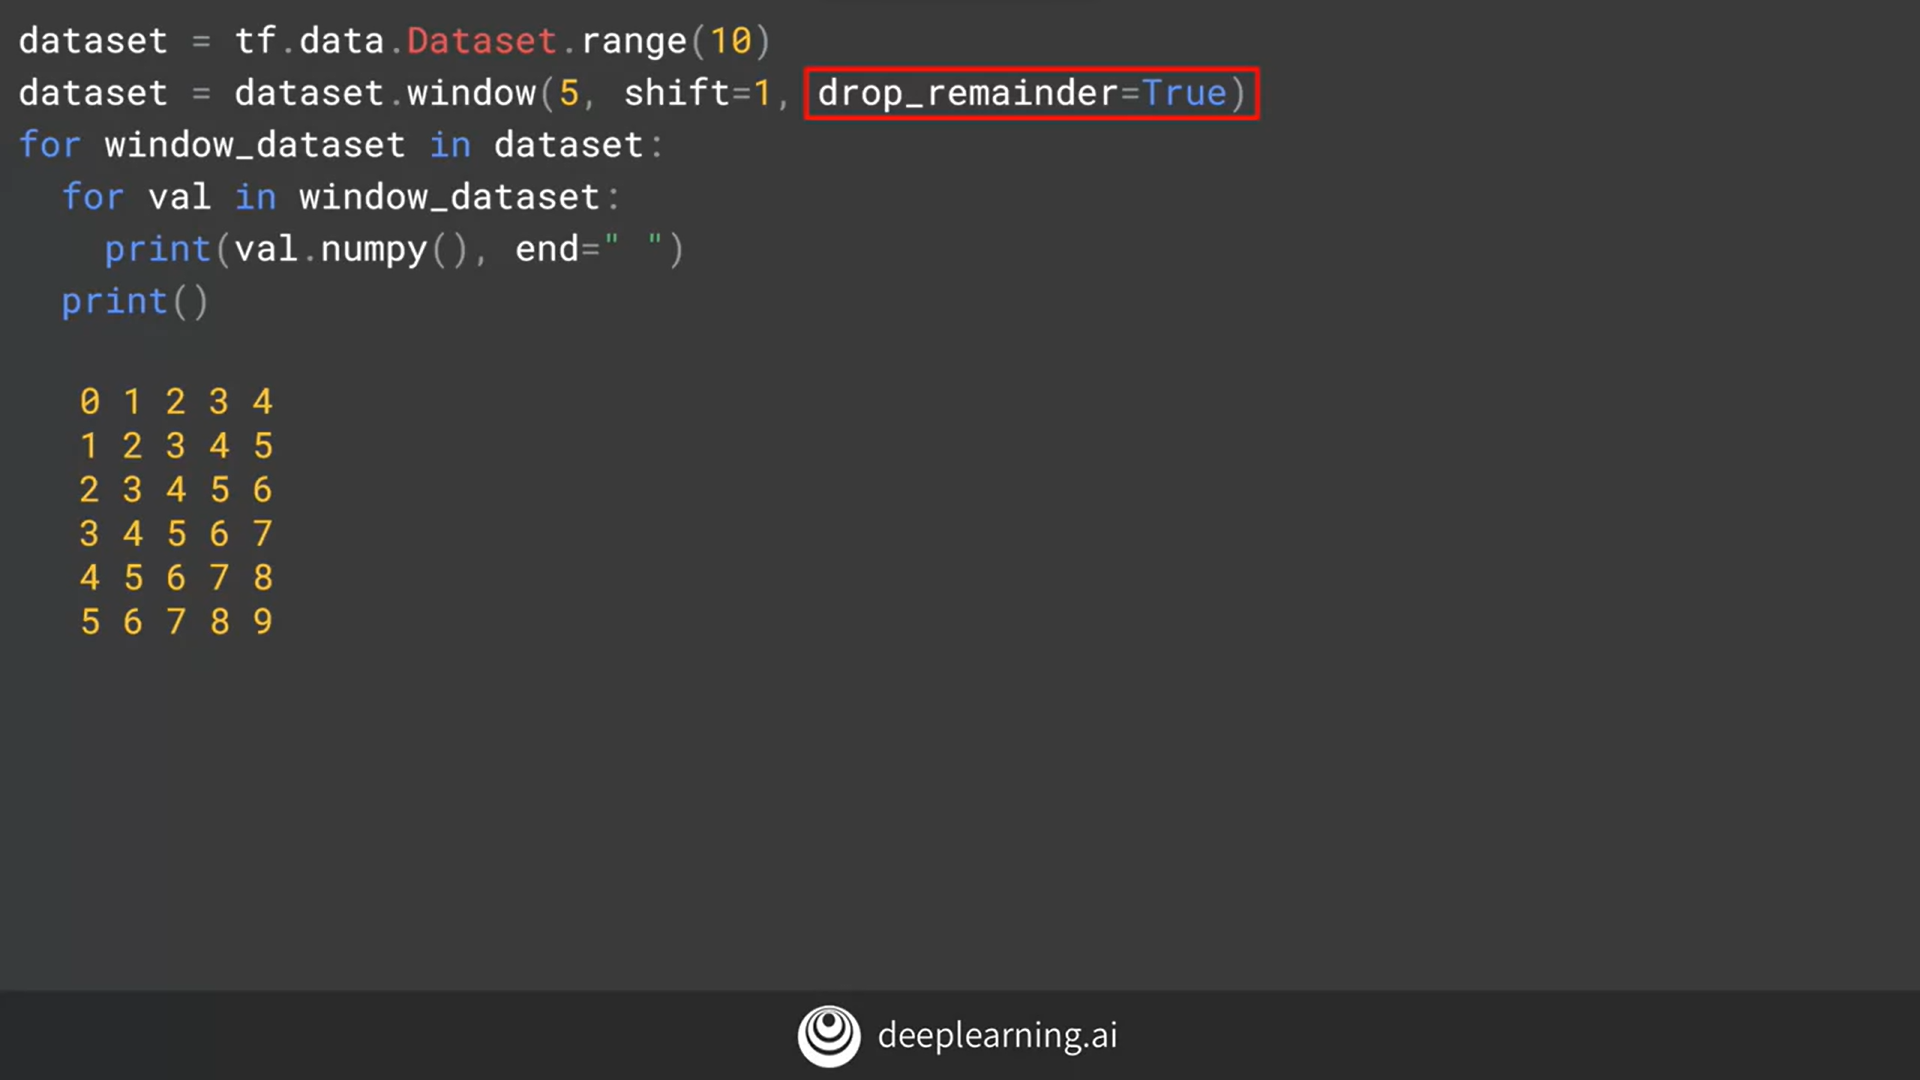 dataset = tf.data.Dataset.range(10)
dataset = dataset.window(5, shift=1, drop_remainder=True)
for window_dataset in dataset:
  for val in window_dataset:
    print(val.numpy(), end=" ")
  print()
0 1 2 3 4
1 2 3 4 5
2 3 4 5 6
3 4 5 6 7
4 5 6 7 8
5 6 7 8 9
deeplearning.ai